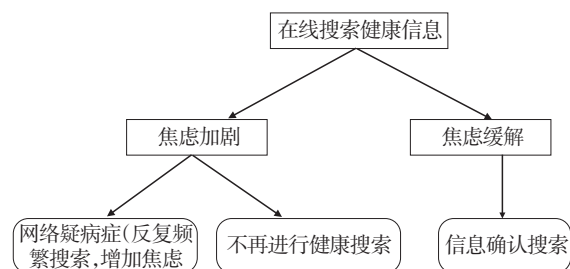 在线搜索健康信息
焦虑加剧
焦虑缓解
网络疑病症(反复频
繁搜索,增加焦虑
不再进行健康搜索
信息确认搜索